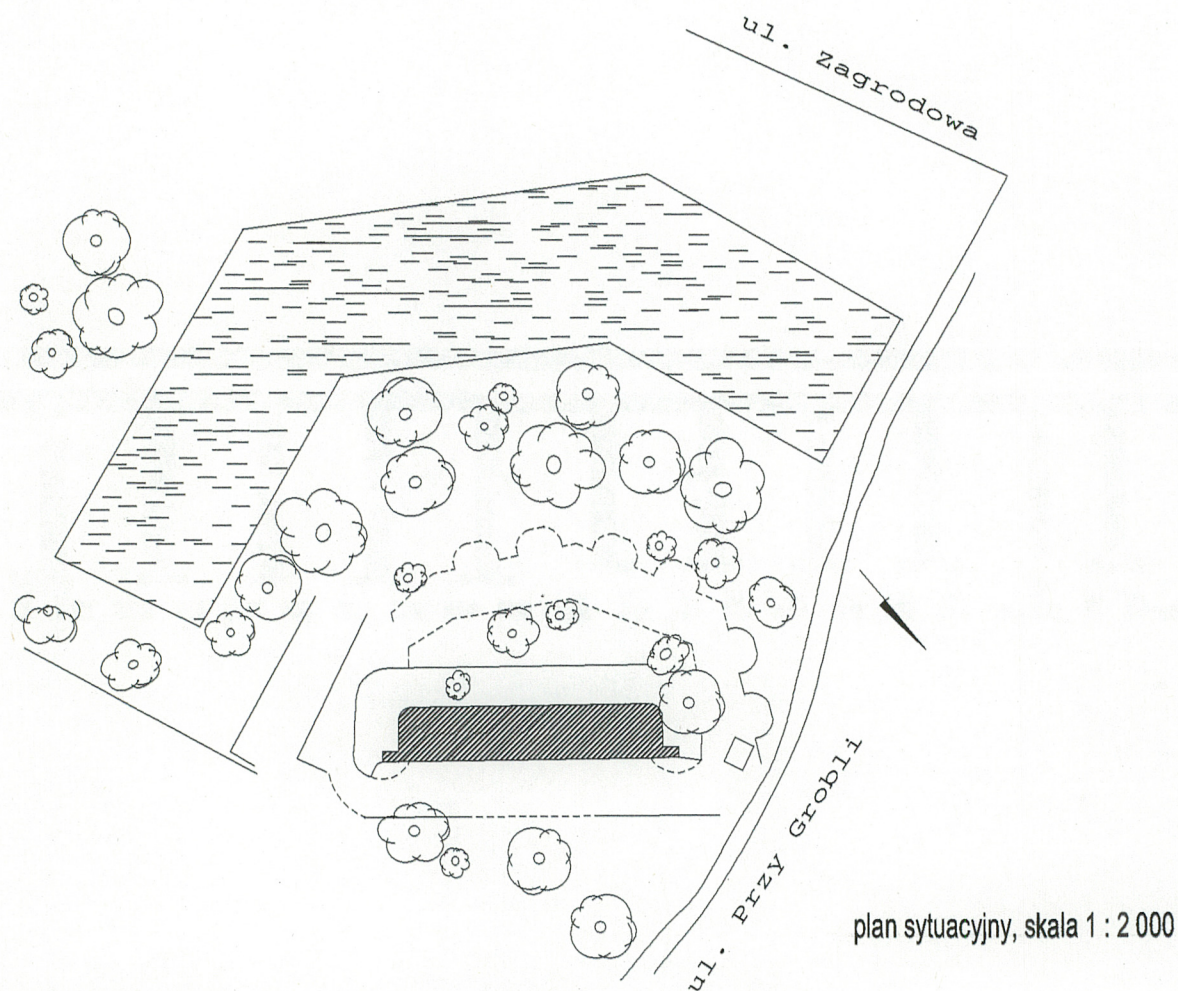 ul. Zagrodowa
ul. Przy Grobli
plan sytuacyjny, skala 1 : 2 000